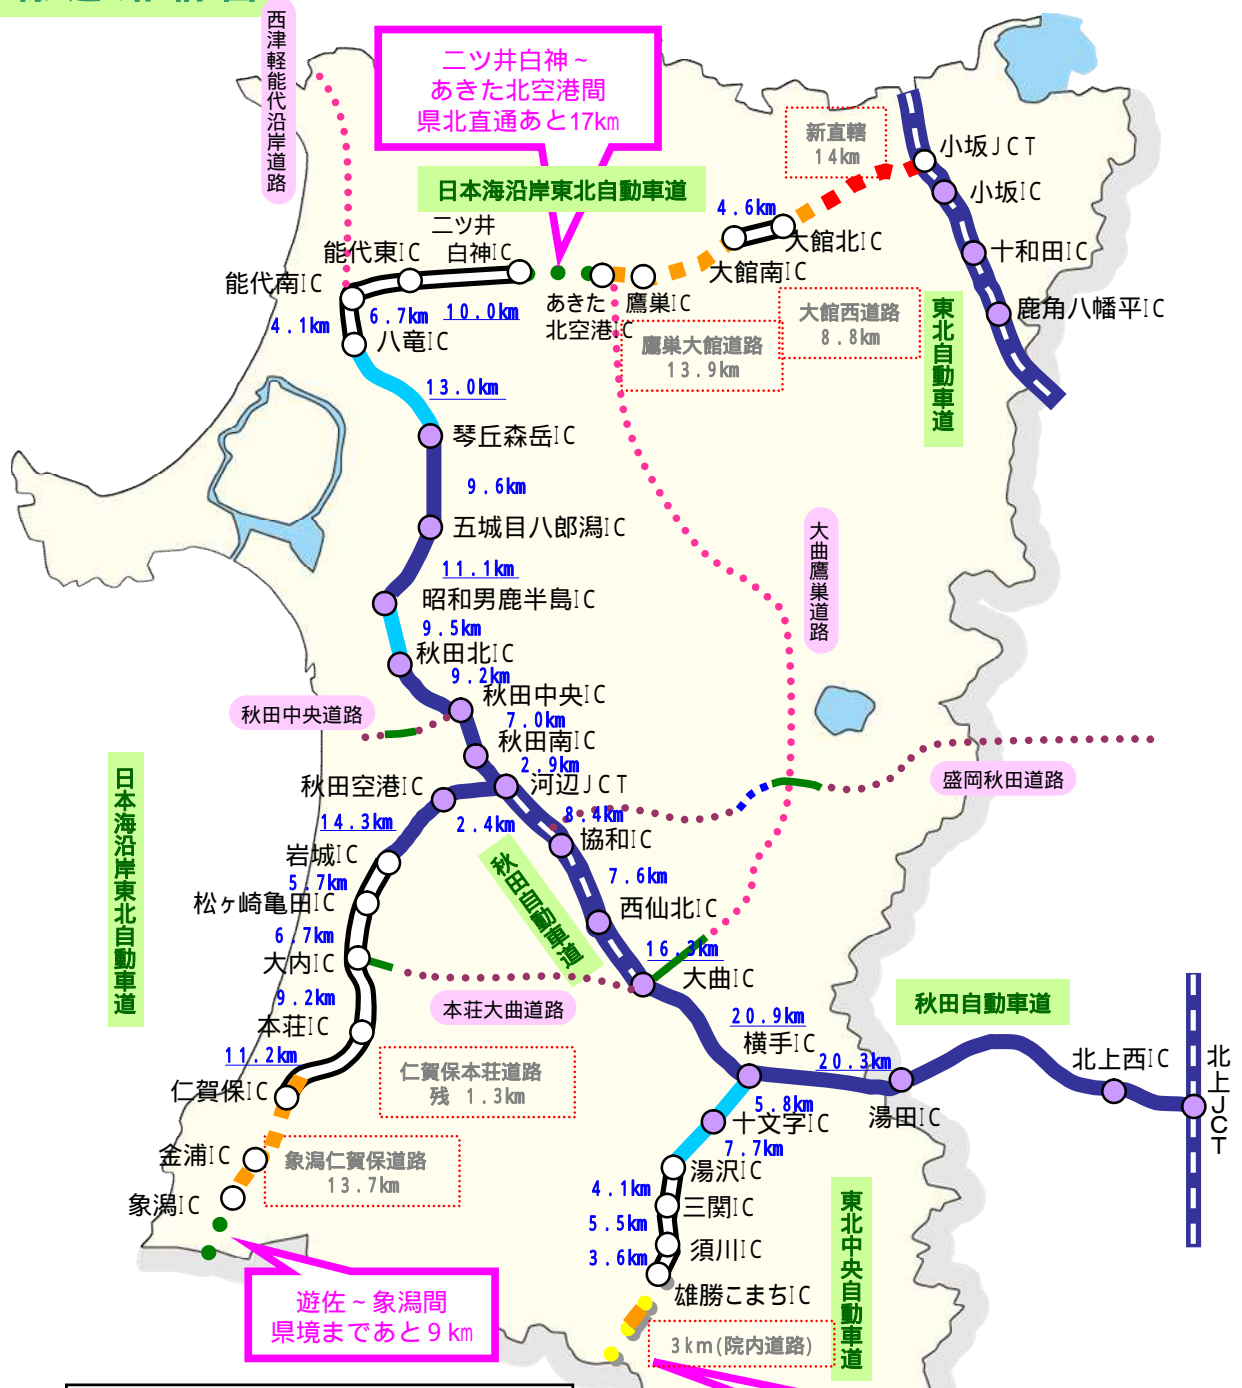 西津軽能代沿岸道路
二ツ井白神~
あきた北空港間
県北直通あと17km
日本海沿岸東北自動車道
新直轄
14km
小坂JCT
小坂IC
十和田IC
鹿角八幡平IC
東北自動車道
4.6km
大館北IC
大館南IC
大館西道路
8.8km
二ツ井
白神IC
能代東IC
能代南IC
あきた
北空港IC
鷹巣IC
鷹巣大館道路
13.9km
4.1km
6.7km
10.0km
八竜IC
13.0km
琴丘森岳IC
9.6km
五城目八郎潟IC
11.1km
昭和男鹿半島IC
9.5km
秋田北IC
9.2km
秋田中央IC
秋田中央道路
7.0km
秋田南IC
2.9km
河辺JCT
秋田空港IC
大曲鷹巣道路
盛岡秋田道路
14.3km
2.4km
8.4km
協和IC
7.6km
西仙北IC
16.3km
大曲IC
秋田自動車道
日本海沿岸東北自動車道
岩城IC
5.7km
松ヶ崎亀田IC
6.7km
大内IC
9.2km
本荘大曲道路
本荘IC
11.2km
仁賀保IC
仁賀保本荘道路
残 1.3km
金浦IC
象潟仁賀保道路
13.7km
象潟IC
遊佐~象潟間
県境まであと9km
20.9km
横手IC
20.3km
秋田自動車道
湯田IC
北上西IC
北上JCT
5.8km
十文字IC
7.7km
湯沢IC
4.1km
三関IC
5.5km
須川IC
3.6km
雄勝こまちIC
3km(院内道路)
東北中央自動車道